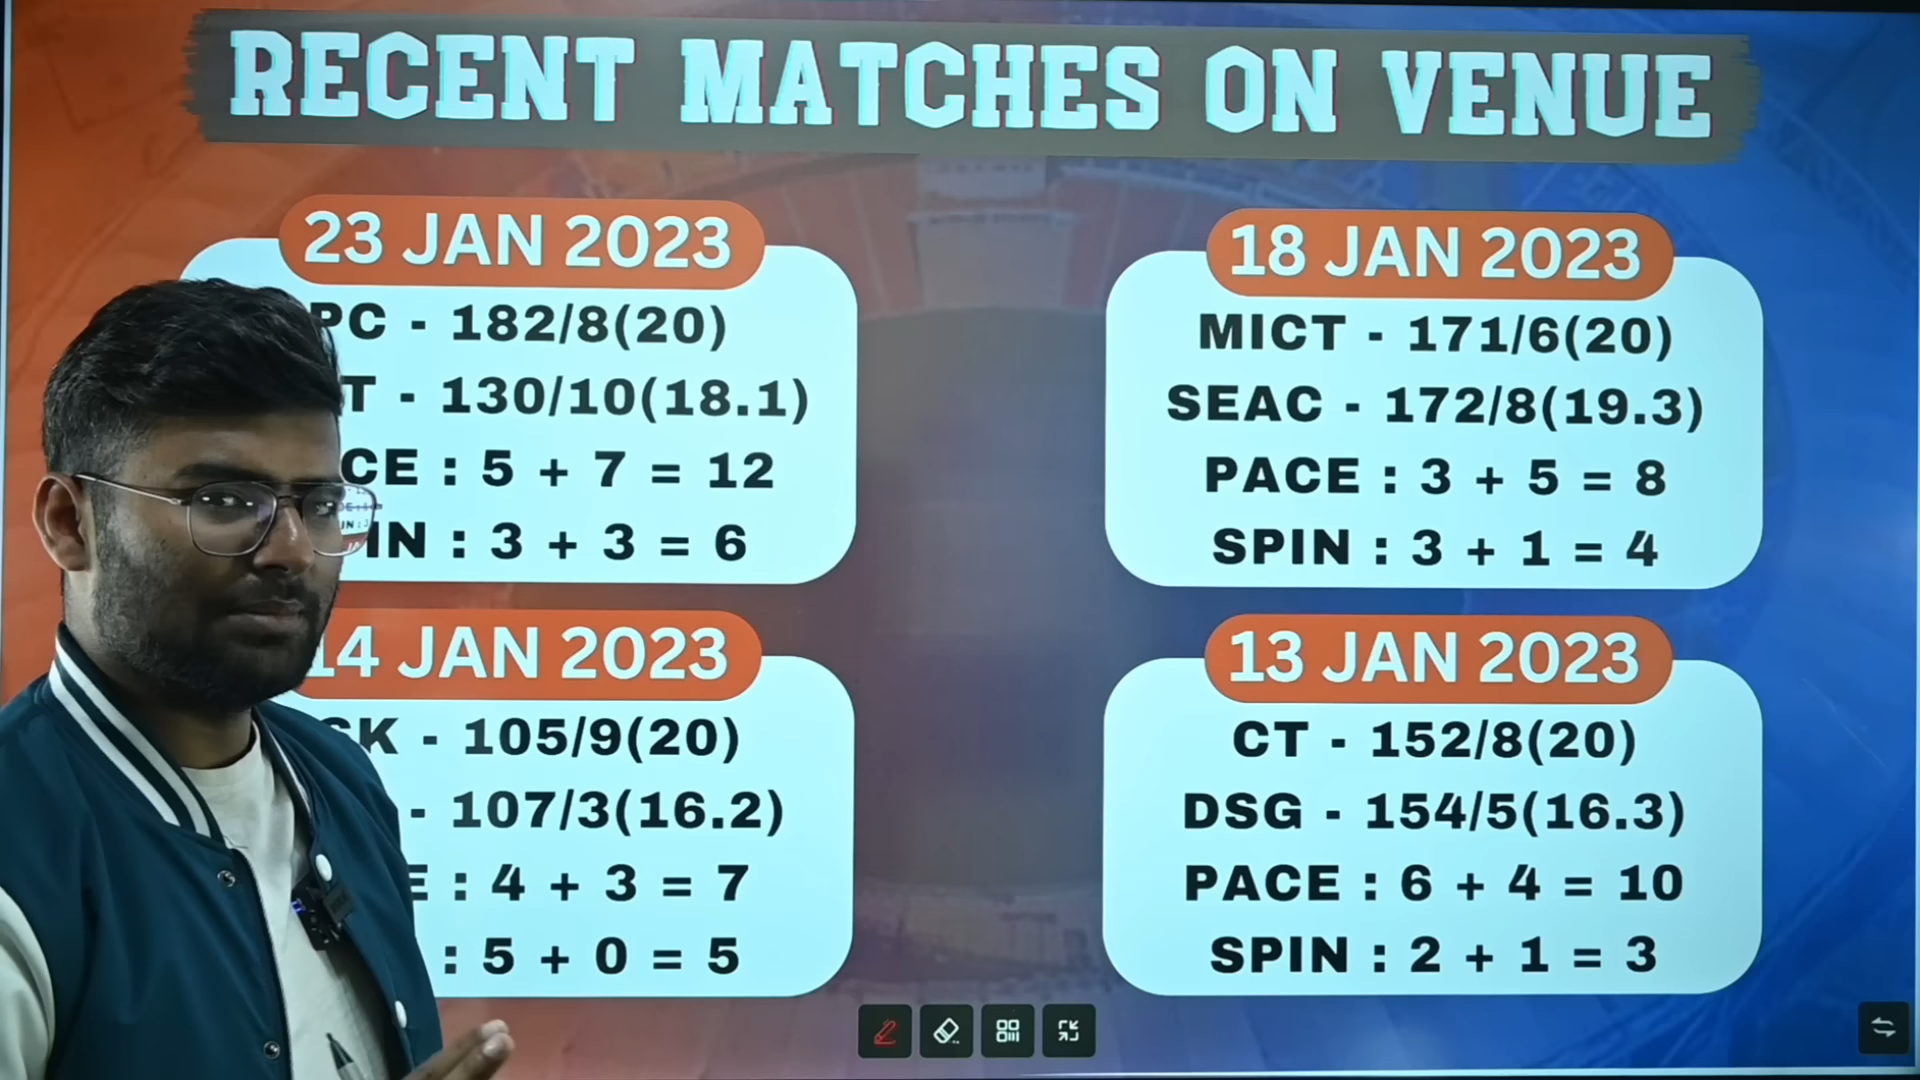 RECENT MATCHES ON VENUE
23 JAN 2023
PC - 182/8(20)
T - 130/10(18.1)
CE : 5 + 7 = 12
IN : 3 + 3 = 6
18 JAN 2023
MICT - 171/6(20)
SEAC - 172/8(19.3)
PACE : 3 + 5 = 8
SPIN : 3 + 1 = 4
14 JAN 2023
SK - 105/9(20)
- 107/3(16.2)
E : 4 + 3 = 7
: 5 + 0 = 5
13 JAN 2023
CT - 152/8(20)
DSG - 154/5(16.3)
PACE : 6 + 4 = 10
SPIN : 2 + 1 = 3